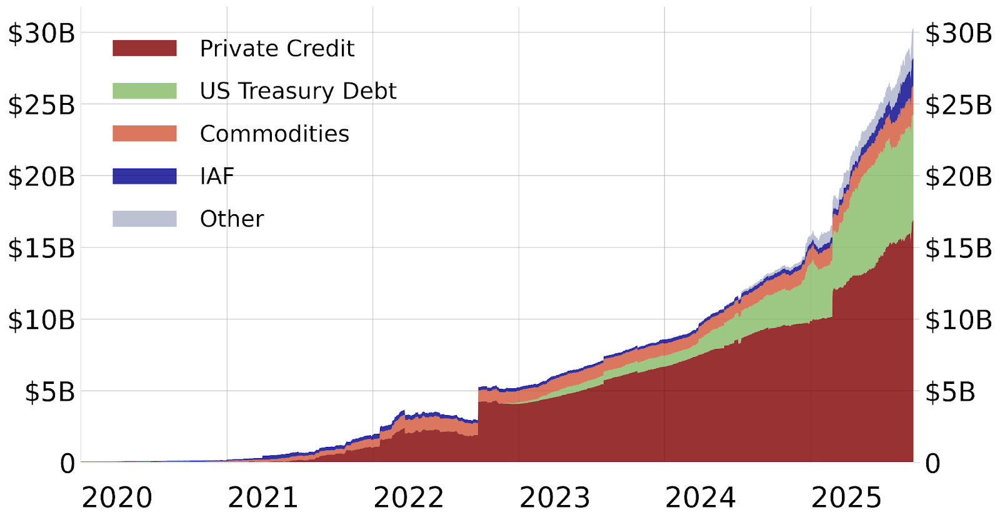 $30B
$25B
$20B
$15B
$10B
$5B
0
Private Credit
US Treasury Debt
Commodities
IAF
Other
$30B
$25B
$20B
$15B
$10B
$5B
0
2020 2021 2022 2023 2024 2025